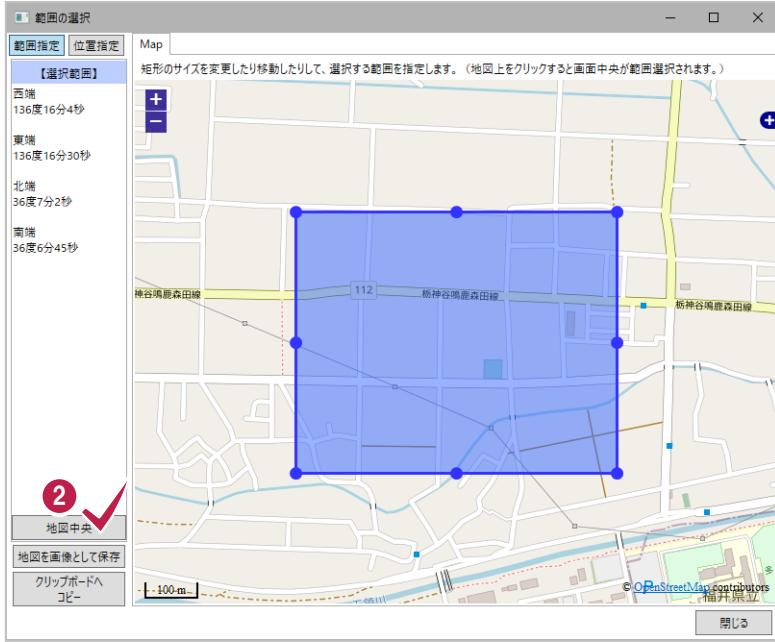 範囲の選択
範囲指定 位置指定
Map
【選択範囲】
矩形のサイズを変更したり移動したりして、選択する範囲を指定します。（地図上をクリックすると画面中央が範囲選択されます。）
西端
136度16分4秒
東端
136度16分30秒
北端
36度7分2秒
南端
36度6分45秒
+
−
+
神谷鳴鹿森田線
112
栃神谷鳴鹿森田線
栃神谷鳴鹿森田線
2
地図中央
地図を画像として保存
クリップボードへ
コピー
100 m
© OpenStreetMap contributors
P
福井県立
多
閉じる